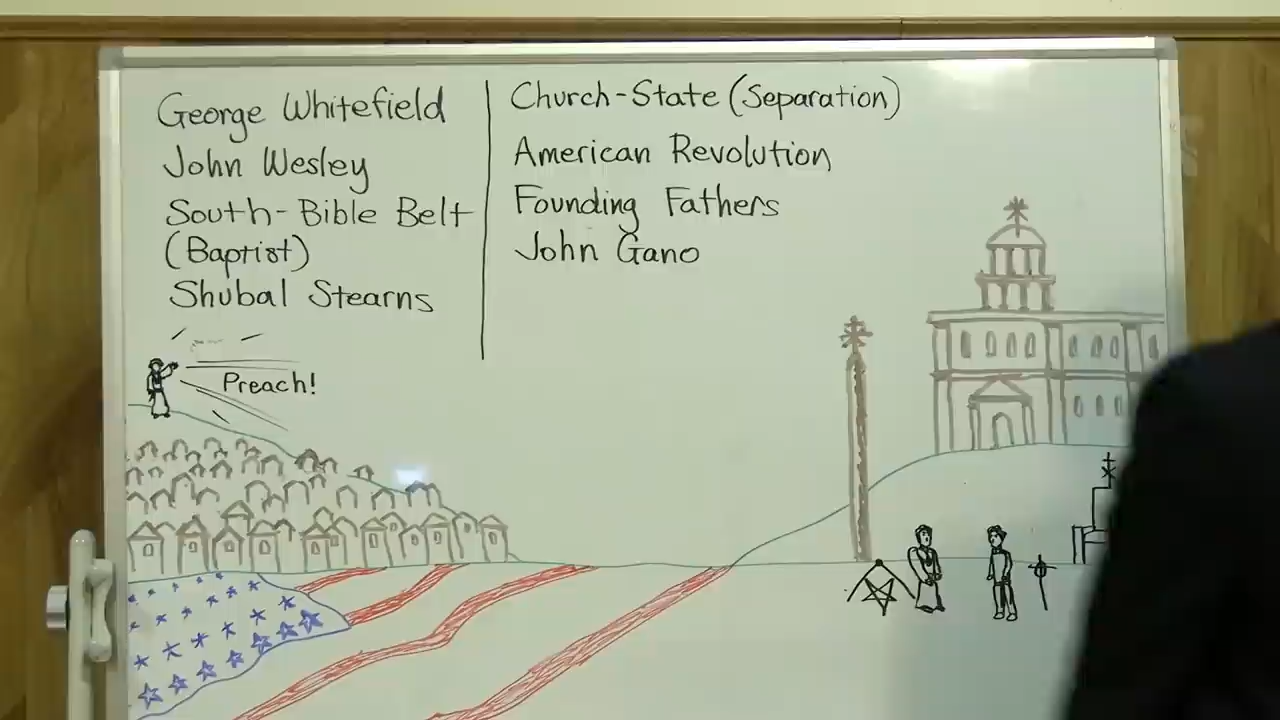 George Whitefield
John Wesley
South-Bible Belt
(Baptist)
Shubal Stearns
Preach!
Church-State (Separation)
American Revolution
Founding Fathers
John Gano